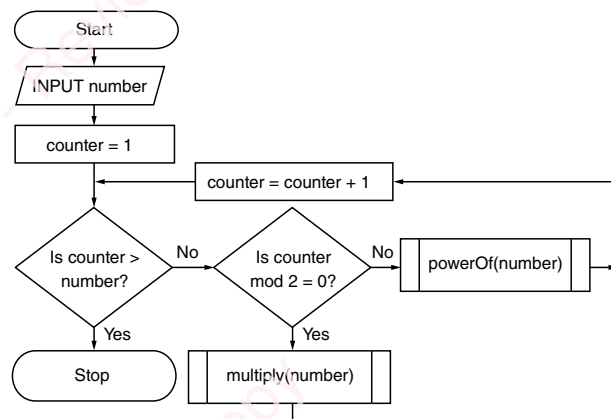 Start
INPUT number
counter = 1
counter = counter + 1
Is counter >
number?
No
Is counter
mod 2 = 0?
No
powerOf(number)
Yes
Yes
Stop
multiply(number)